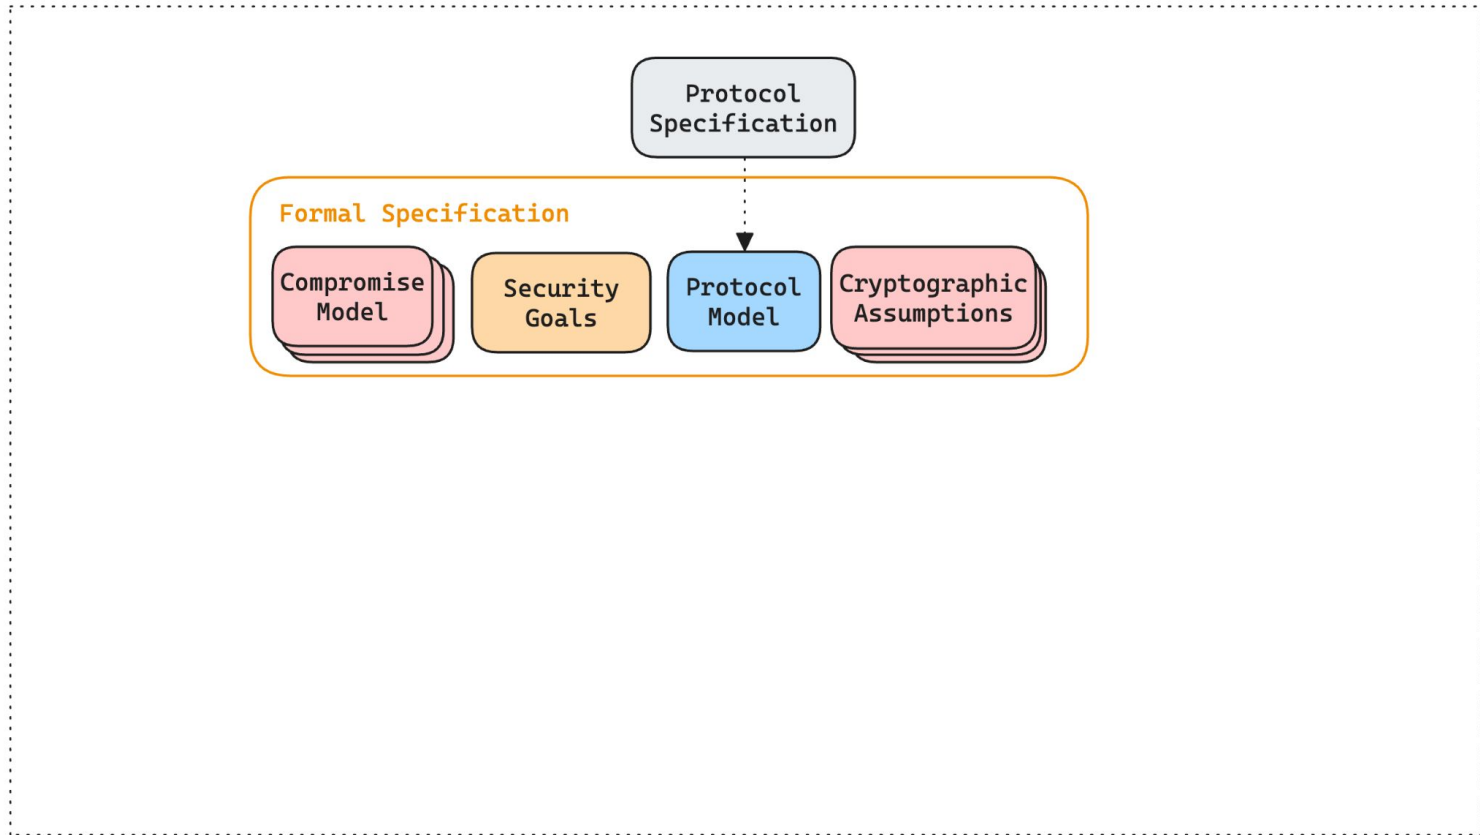 Protocol
Specification
Formal Specification
Compromise
Model
Security
Goals
Protocol
Model
Cryptographic
Assumptions